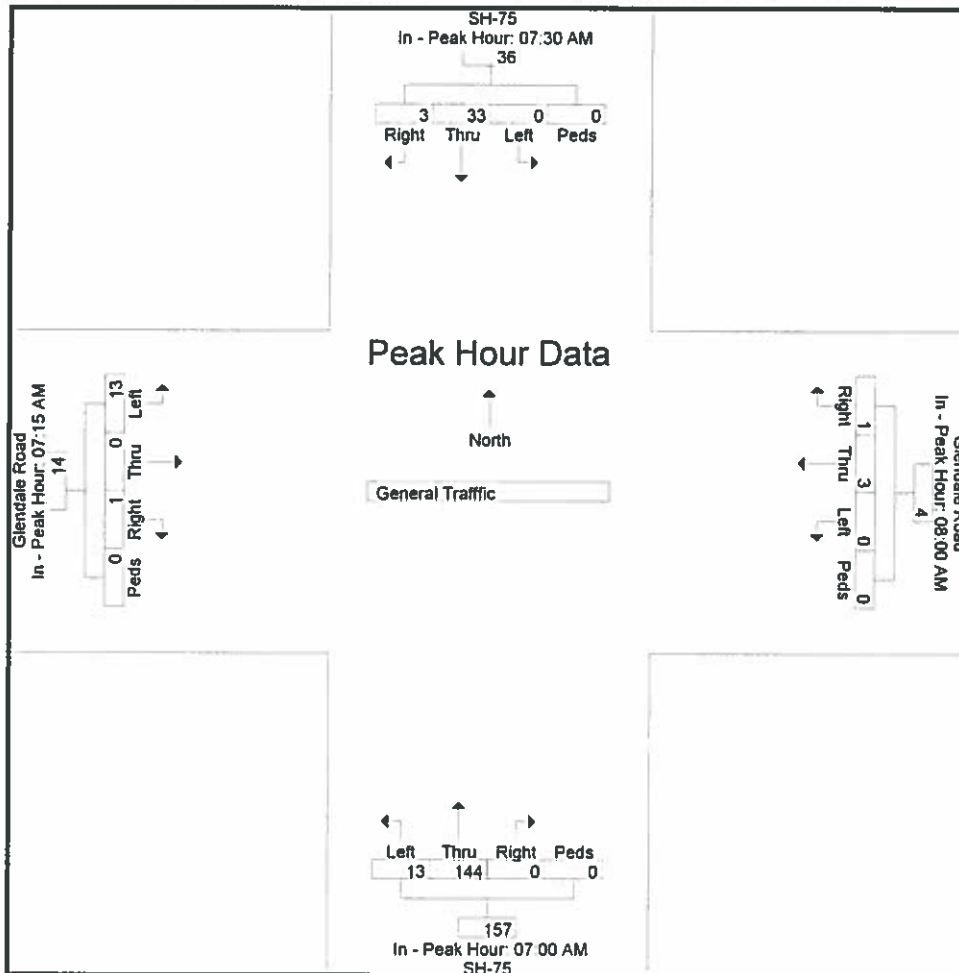 SH-75
In - Peak Hour: 07:30 AM
36
3 33 0 0
Right Thru Left Peds
Peak Hour Data
North
General Trafffic
Glendale Road
In - Peak Hour: 07:15 AM
14
13 0 1 0
Left Thru Right Peds
Glendale Road
In - Peak Hour: 08:00 AM
4
1 3 0 0
Right Thru Left Peds
Left Thru Right Peds
13 144 0 0
157
In - Peak Hour: 07:00 AM
SH-75